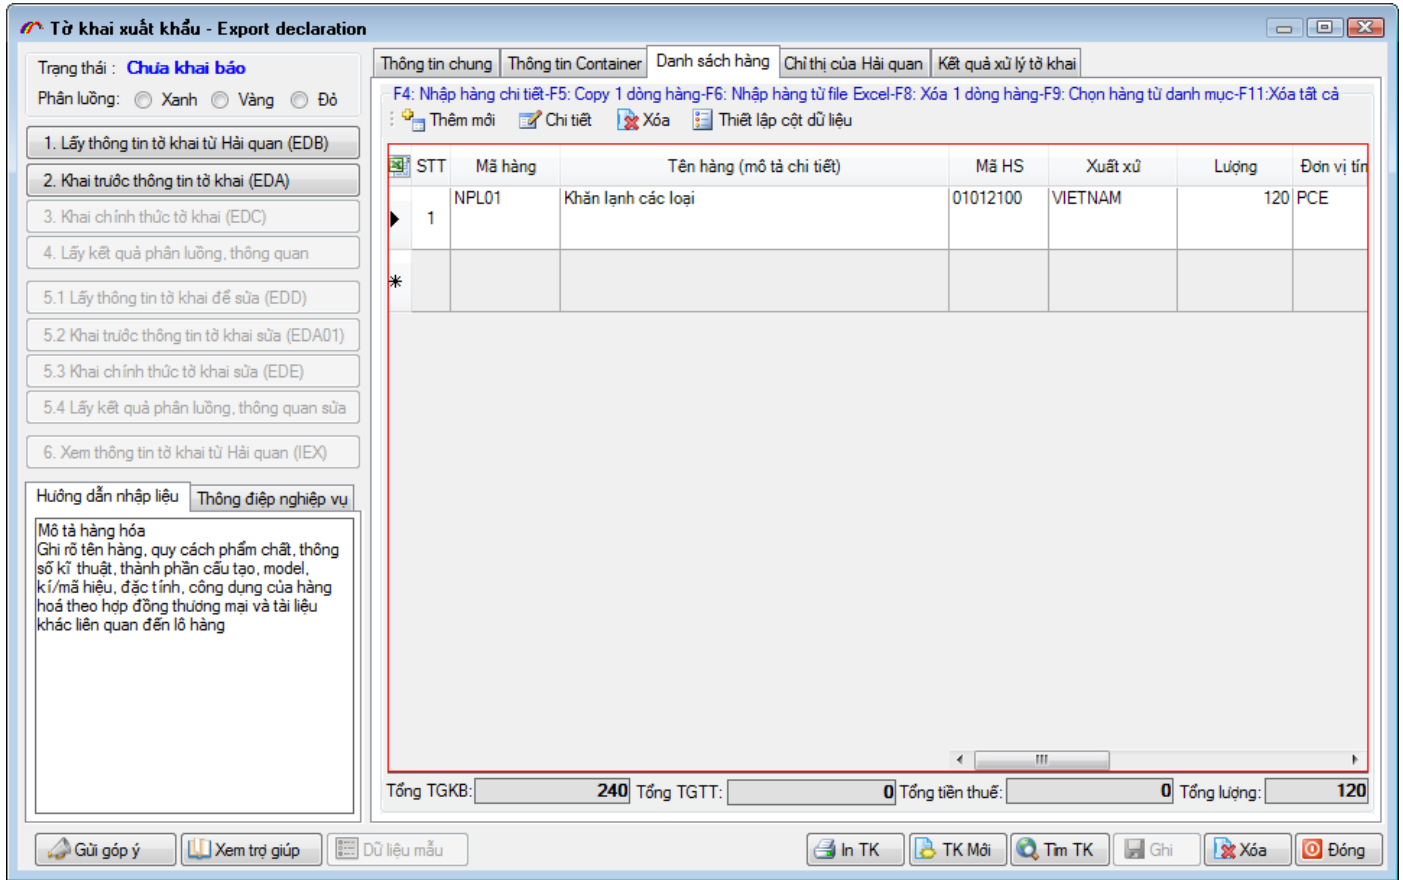 Tờ khai xuất khẩu - Export declaration
Trạng thái : Chưa khai báo
Phân luồng: Xanh Vàng Đỏ
1. Lấy thông tin tờ khai từ Hải quan (EDB)
2. Khai trước thông tin tờ khai (EDA)
3. Khai chính thức tờ khai (EDC)
4. Lấy kết quả phân luồng, thông quan
5.1 Lấy thông tin tờ khai để sửa (EDD)
5.2 Khai trước thông tin tờ khai sửa (EDA01)
5.3 Khai chính thức tờ khai sửa (EDE)
5.4 Lấy kết quả phân luồng, thông quan sửa
6. Xem thông tin tờ khai từ Hải quan (IEX)
Hướng dẫn nhập liệu Thông điệp nghiệp vụ
Mô tả hàng hóa
Ghi rõ tên hàng, quy cách phẩm chất, thông
số kĩ thuật, thành phần cấu tạo, model,
kí/mã hiệu, đặc tính, công dụng của hàng
hoá theo hợp đồng thương mại và tài liệu
khác liên quan đến lô hàng
Thông tin chung Thông tin Container Danh sách hàng Chỉ thị của Hải quan Kết quả xử lý tờ khai
F4: Nhập hàng chi tiết-F5: Copy 1 dòng hàng-F6: Nhập hàng từ file Excel-F8: Xóa 1 dòng hàng-F9: Chọn hàng từ danh mục-F11:Xóa tất cả
Thêm mới Chi tiết Xóa Thiết lập cột dữ liệu
STT Mã hàng Tên hàng (mô tả chi tiết) Mã HS Xuất xứ Lượng Đơn vị tín
1 NPL01 Khăn lạnh các loại 01012100 VIETNAM 120 PCE
Tổng TGKB: 240 Tổng TGTT: 0 Tổng tiền thuế: 0 Tổng lượng: 120
Gửi góp ý Xem trợ giúp Dữ liệu mẫu In TK TK Mới Tìm TK Ghi Xóa Đóng